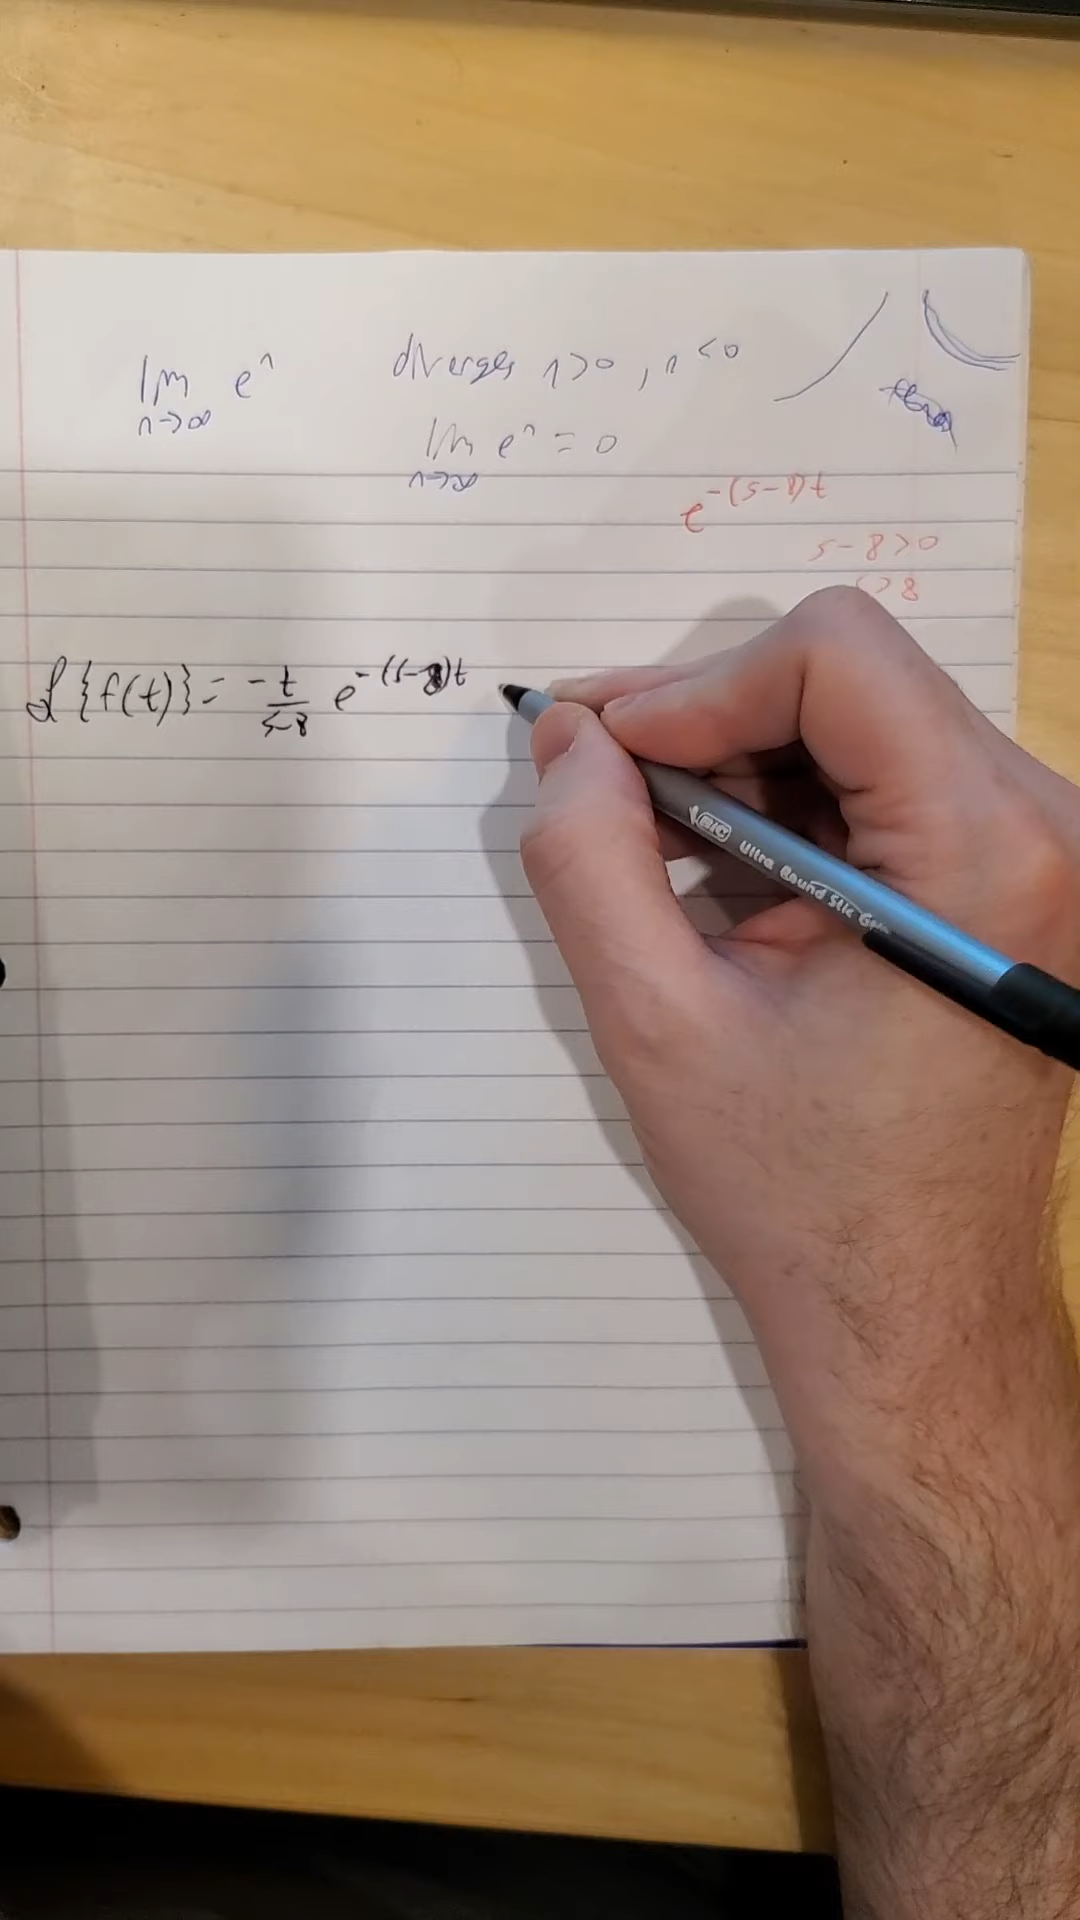 lim e^n diverges n>0, n<0
n->∞
lim e^n = 0
n->∞
e^-(s-8)t
s-8>0
s>8
ℒ{f(t)} = -t/(s-8) e^-(s-8)t
BIC Ultra Round Stic Grip